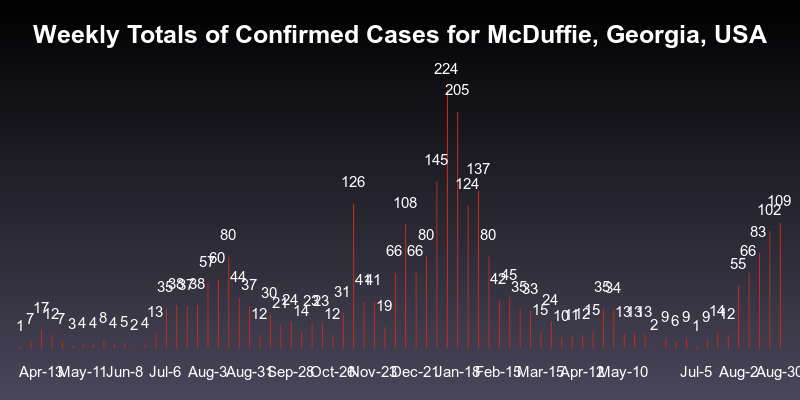 Weekly Totals of Confirmed Cases for McDuffie, Georgia, USA
1 7 17 12 7 3 4 4 8 4 5 2 4 13 35 38 37 38 57 60 80 44 37 12 30 21 24 14 23 23 12 31 126 41 41 19 66 108 66 80 145 224 205 124 137 80 42 45 35 33 15 24 10 11 12 15 35 34 13 13 13 2 9 6 9 1 9 14 12 55 66 83 102 109
Apr-13 May-11 Jun-8 Jul-6 Aug-3 Aug-31 Sep-28 Oct-26 Nov-23 Dec-21 Jan-18 Feb-15 Mar-15 Apr-12 May-10 Jul-5 Aug-2 Aug-30